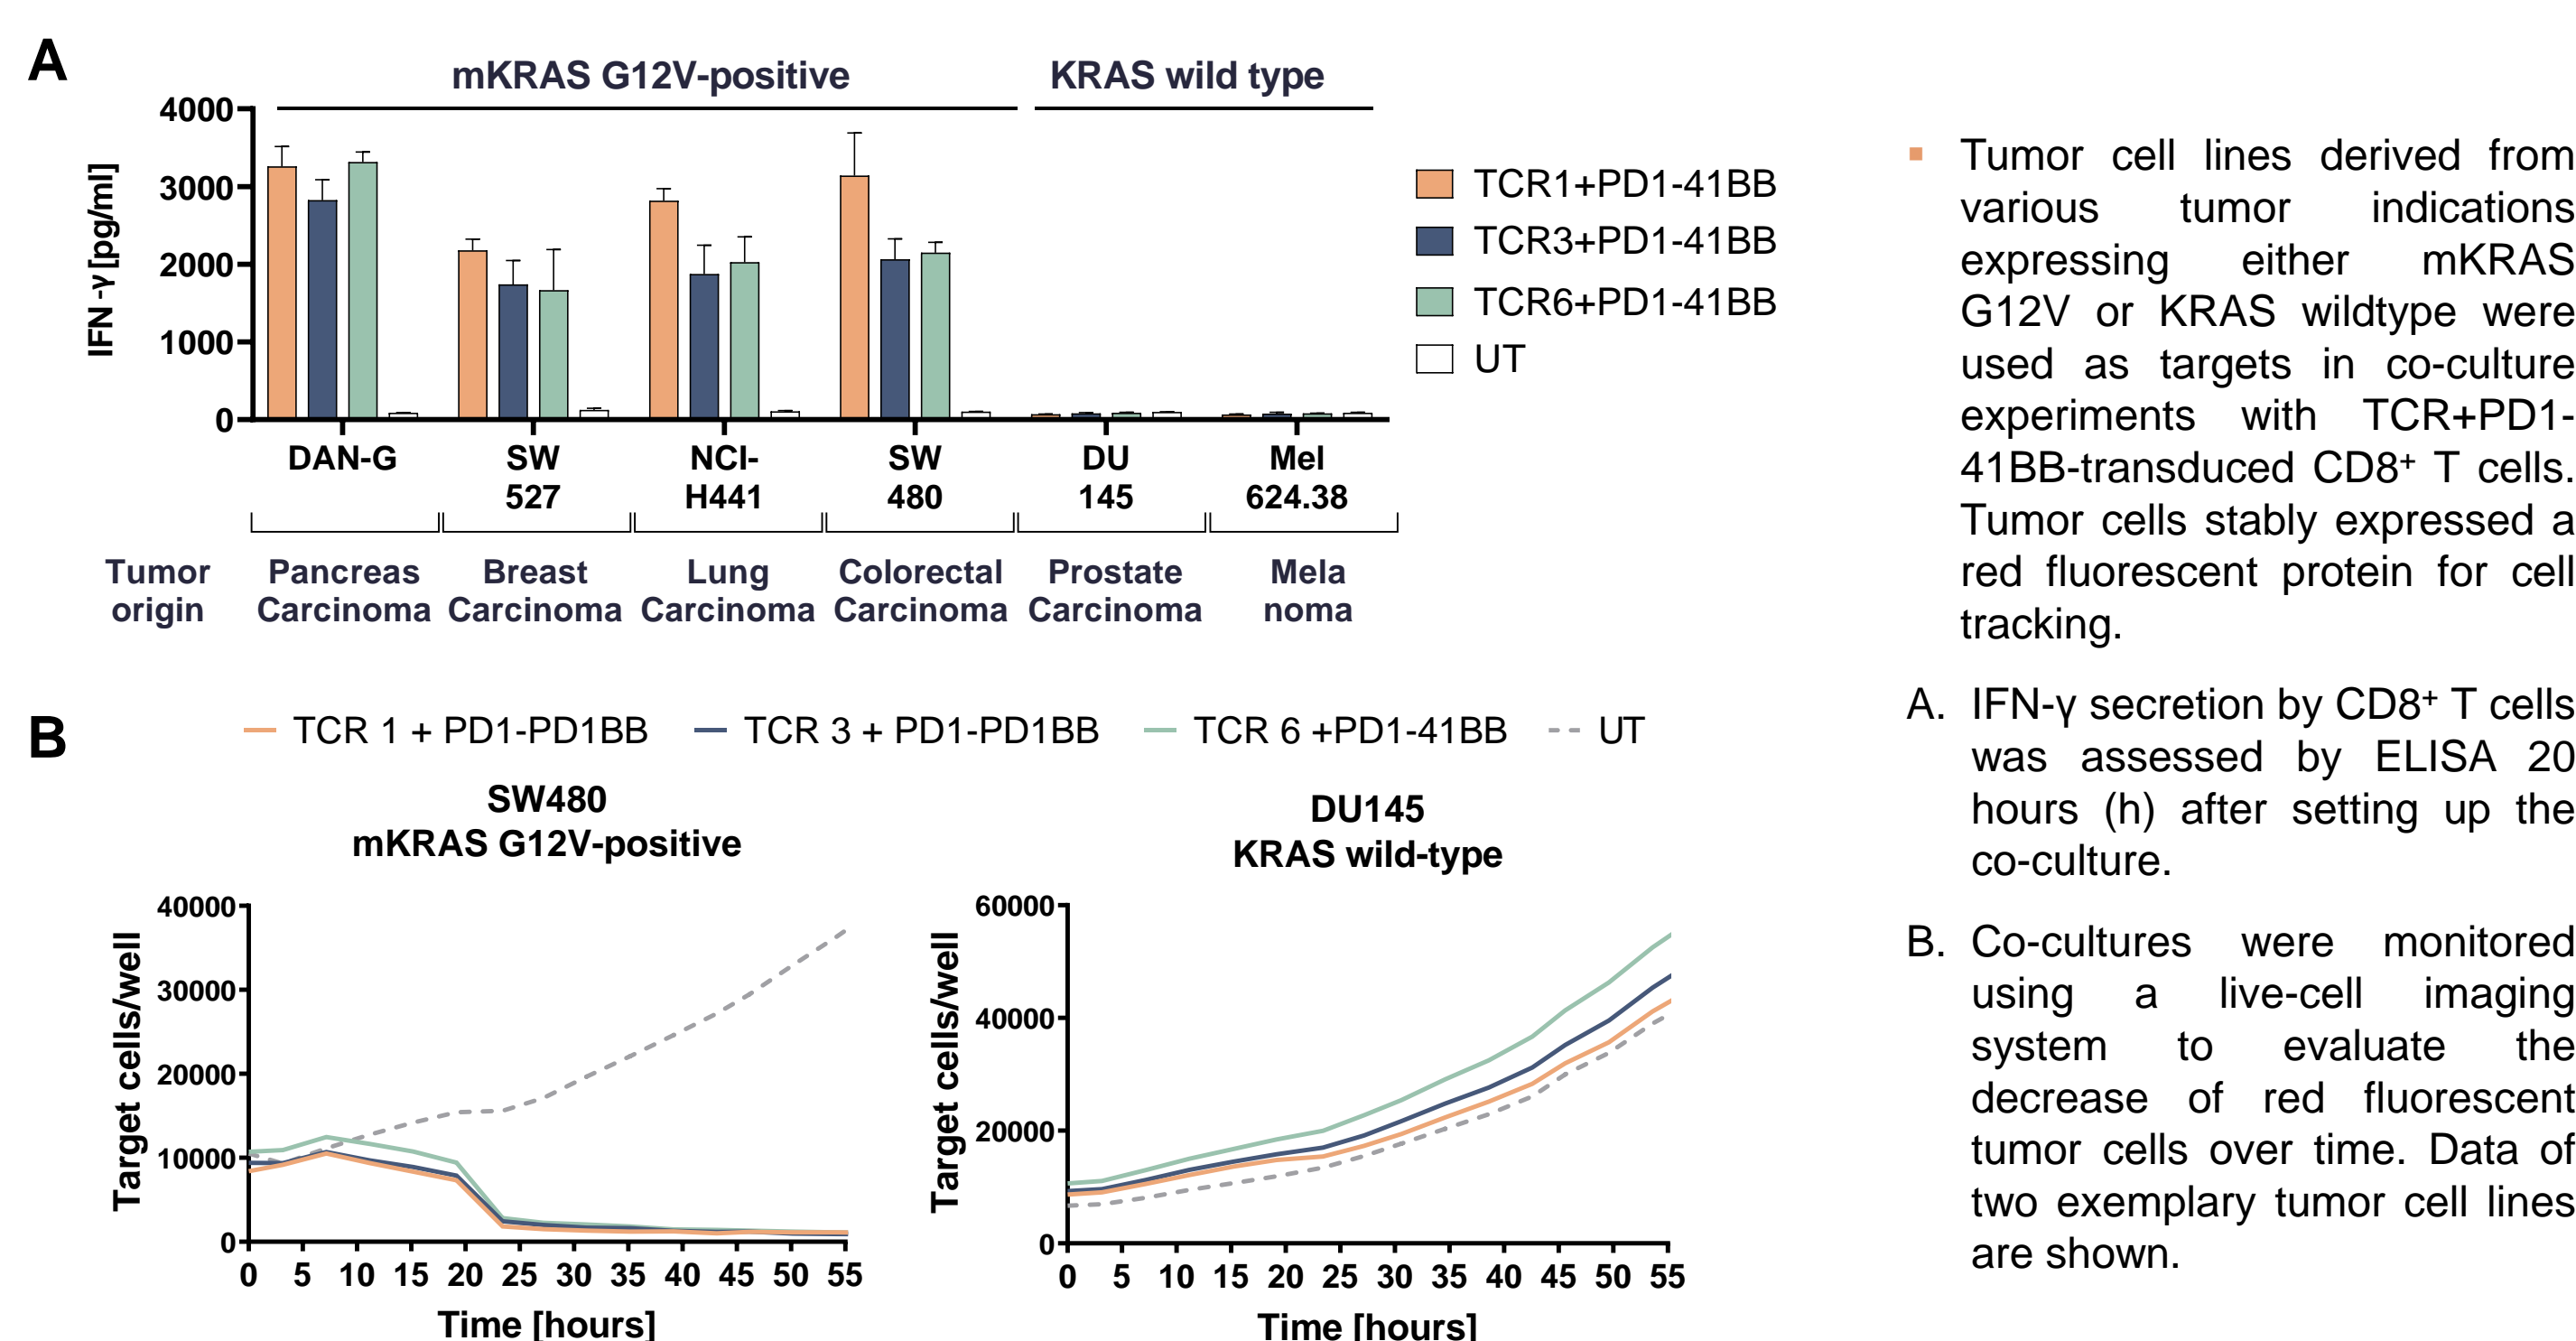 A
mKRAS G12V-positive
KRAS wild type
4000
3000
2000
1000
0
IFN -γ [pg/ml]
TCR1+PD1-41BB
TCR3+PD1-41BB
TCR6+PD1-41BB
UT
DAN-G
SW
527
NCI-
H441
SW
480
DU
145
Mel
624.38
Tumor
origin
Pancreas
Carcinoma
Breast
Carcinoma
Lung
Carcinoma
Colorectal
Carcinoma
Prostate
Carcinoma
Mela
noma
B
TCR 1 + PD1-PD1BB
TCR 3 + PD1-PD1BB
TCR 6 +PD1-41BB
UT
SW480
mKRAS G12V-positive
40000
30000
20000
10000
0
Target cells/well
0 5 10 15 20 25 30 35 40 45 50 55
Time [hours]
DU145
KRAS wild-type
60000
40000
20000
0
Target cells/well
0 5 10 15 20 25 30 35 40 45 50 55
Time [hours]
▪ Tumor cell lines derived from
various tumor indications
expressing either mKRAS
G12V or KRAS wildtype were
used as targets in co-culture
experiments with TCR+PD1-
41BB-transduced CD8⁺ T cells.
Tumor cells stably expressed a
red fluorescent protein for cell
tracking.
A. IFN-γ secretion by CD8⁺ T cells
was assessed by ELISA 20
hours (h) after setting up the
co-culture.
B. Co-cultures were monitored
using a live-cell imaging
system to evaluate the
decrease of red fluorescent
tumor cells over time. Data of
two exemplary tumor cell lines
are shown.